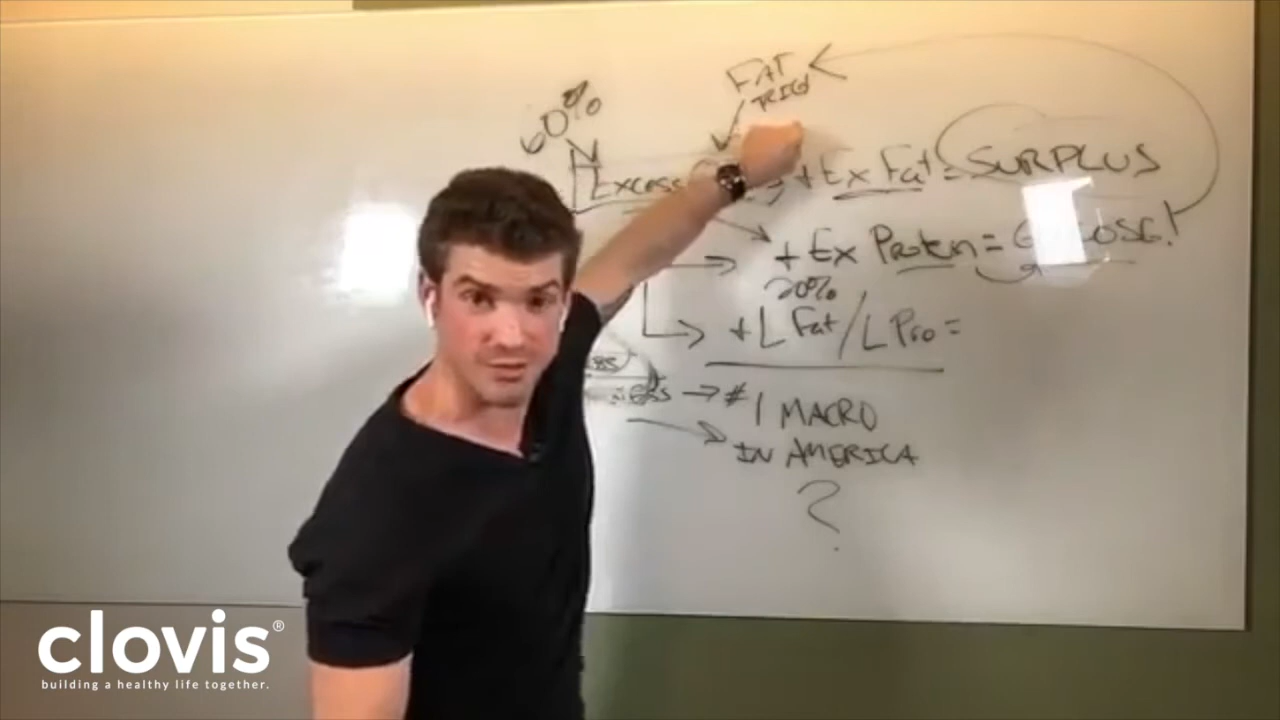 60%
FAT
TRIG
Excess + Ex Fat = SURPLUS
+ Ex Protein = GLUCOSE!
20%
+ L Fat / L Pro =
→ #1 MACRO
IN AMERICA
?
clovis®
building a healthy life together.